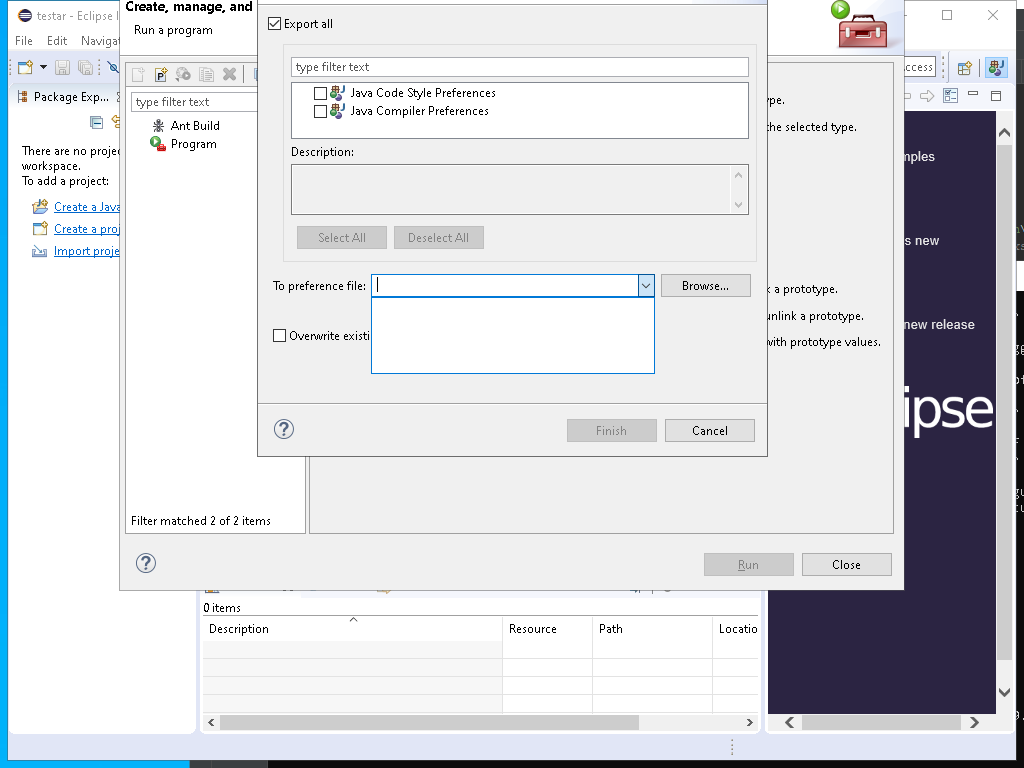 testar - Eclipse I
File Edit Navigat
Package Exp...
There are no projec
workspace.
To add a project:
Create a Java
Create a proj
Import proje
Create, manage, and
Run a program
type filter text
Ant Build
Program
Filter matched 2 of 2 items
Export all
type filter text
Java Code Style Preferences
Java Compiler Preferences
Description:
Select All Deselect All
To preference file: Browse...
Overwrite existi
Finish Cancel
ype.
the selected type.
k a prototype.
unlink a prototype.
with prototype values.
Run Close
ccess
mples
s new
new release
ipse
0 items
Description Resource Path Locatio